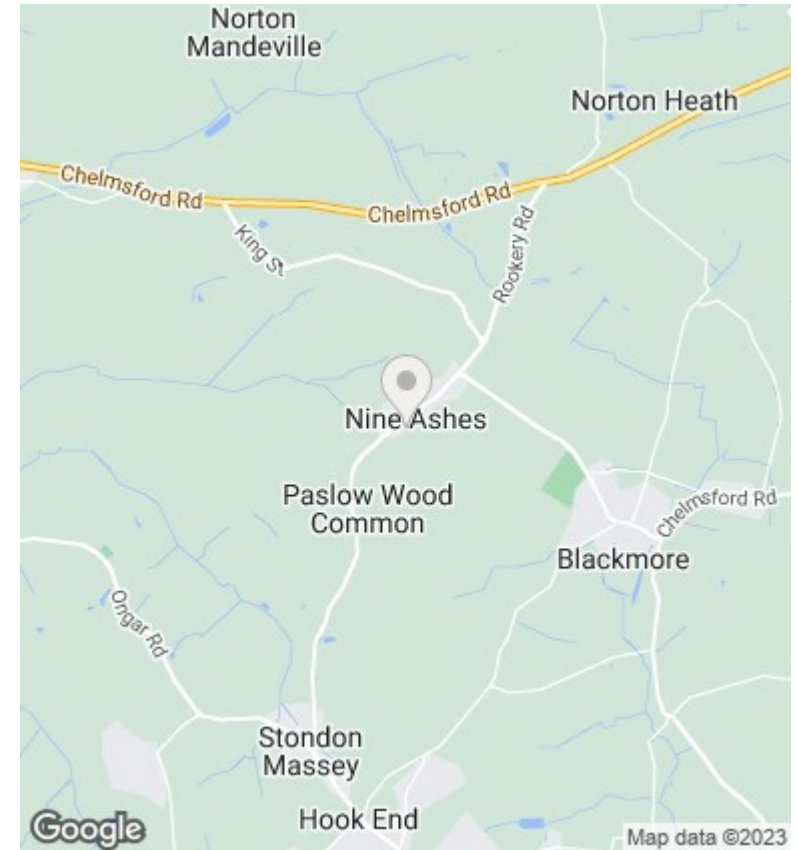 Norton
Mandeville
Norton Heath
Chelmsford Rd
Chelmsford Rd
King St
Rookery Rd
Nine Ashes
Paslow Wood
Common
Chelmsford Rd
Blackmore
Ongar Rd
Stondon
Massey
Hook End
Google
Map data ©2023